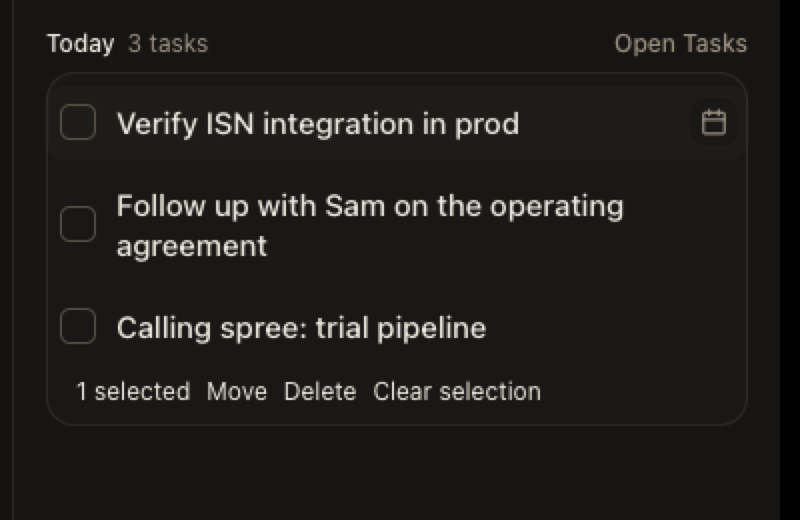 Today 3 tasks Open Tasks
Verify ISN integration in prod
Follow up with Sam on the operating
agreement
Calling spree: trial pipeline
1 selected Move Delete Clear selection